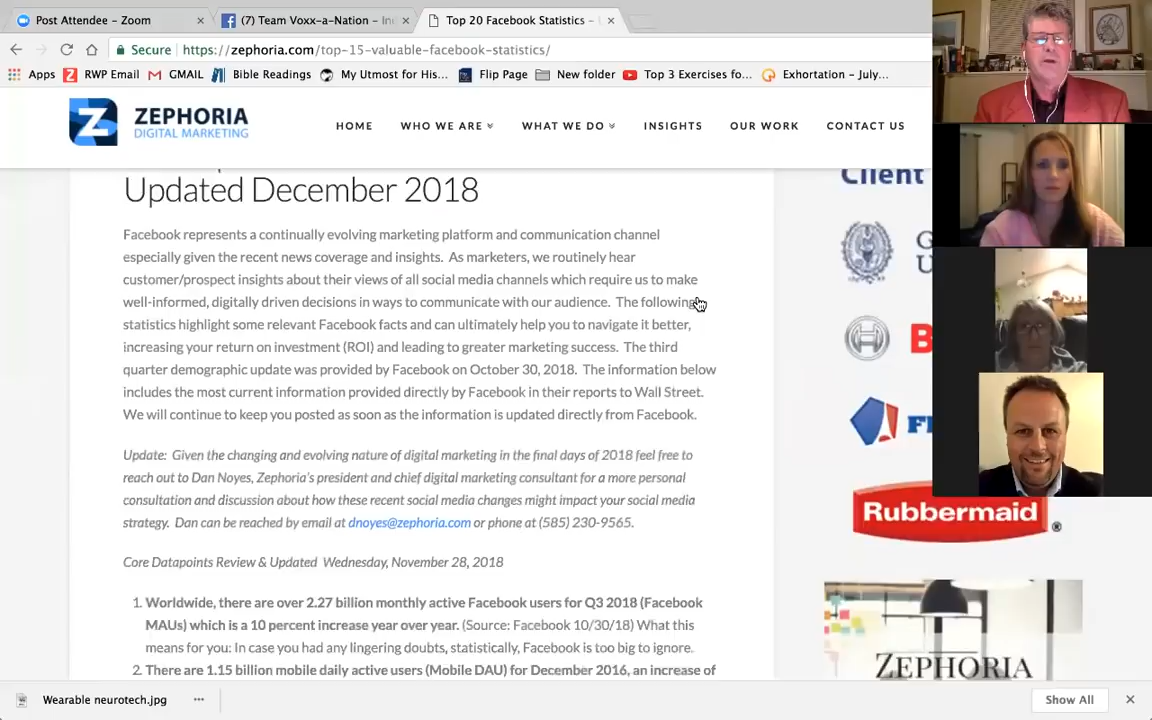 Post Attendee - Zoom
(7) Team Voxx-a-Nation - In
Top 20 Facebook Statistics -
Secure
https://zephoria.com/top-15-valuable-facebook-statistics/
Apps
RWP Email
GMAIL
Bible Readings
My Utmost for His...
Flip Page
New folder
Top 3 Exercises fo...
Exhortation - July...
ZEPHORIA
DIGITAL MARKETING
HOME
WHO WE ARE
WHAT WE DO
INSIGHTS
OUR WORK
CONTACT US
Updated December 2018
Facebook represents a continually evolving marketing platform and communication channel
especially given the recent news coverage and insights. As marketers, we routinely hear
customer/prospect insights about their views of all social media channels which require us to make
well-informed, digitally driven decisions in ways to communicate with our audience. The following
statistics highlight some relevant Facebook facts and can ultimately help you to navigate it better,
increasing your return on investment (ROI) and leading to greater marketing success. The third
quarter demographic update was provided by Facebook on October 30, 2018. The information below
includes the most current information provided directly by Facebook in their reports to Wall Street.
We will continue to keep you posted as soon as the information is updated directly from Facebook.
Update: Given the changing and evolving nature of digital marketing in the final days of 2018 feel free to
reach out to Dan Noyes, Zephoria's president and chief digital marketing consultant for a more personal
consultation and discussion about how these recent social media changes might impact your social media
strategy. Dan can be reached by email at dnoyes@zephoria.com or phone at (585) 230-9565.
Core Datapoints Review & Updated Wednesday, November 28, 2018
1. Worldwide, there are over 2.27 billion monthly active Facebook users for Q3 2018 (Facebook
MAUs) which is a 10 percent increase year over year. (Source: Facebook 10/30/18) What this
means for you: In case you had any lingering doubts, statistically, Facebook is too big to ignore.
2. There are 1.15 billion mobile daily active users (Mobile DAU) for December 2016, an increase of
Client
Rubbermaid
ZEPHORIA
Wearable neurotech.jpg
Show All